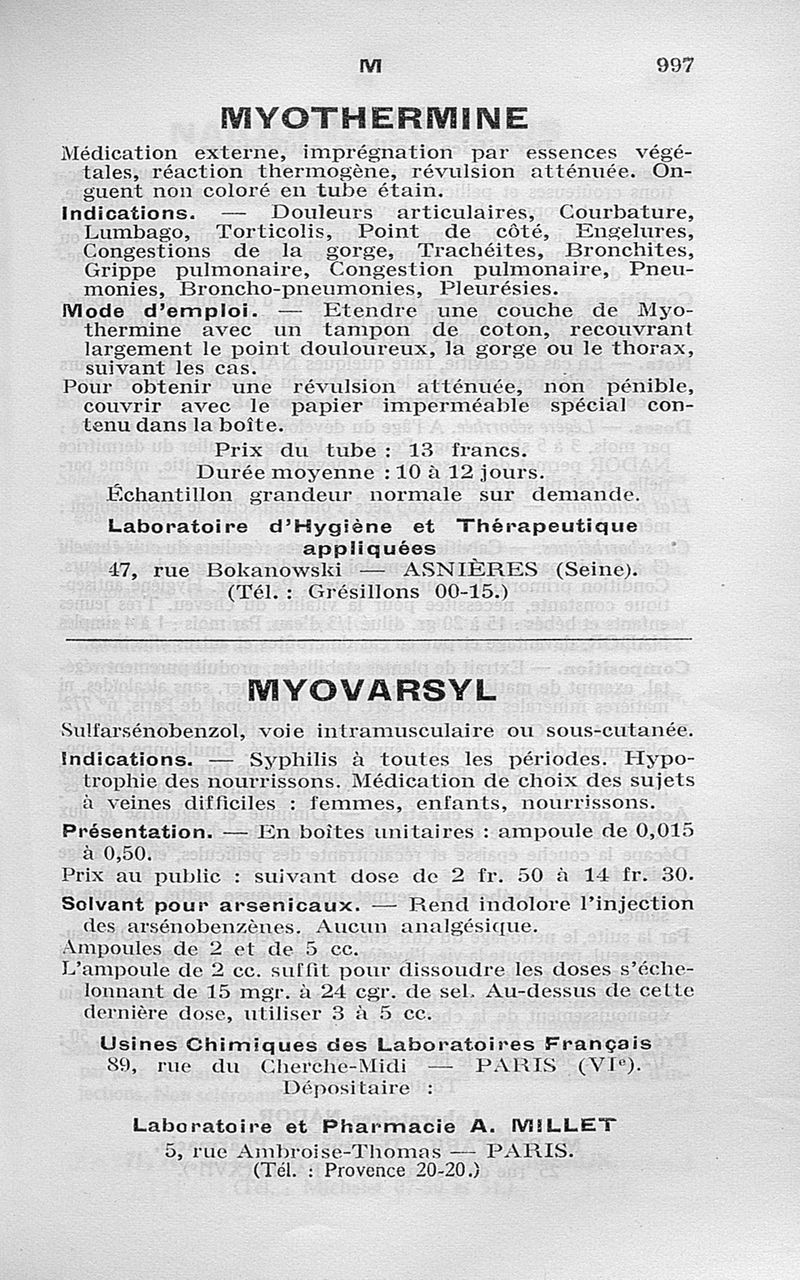 M 997
MYOTHERMINE
Médication externe, imprégnation par essences végé-
tales, réaction thermogène, révulsion atténuée. On-
guent non coloré en tube étain.
Indications. — Douleurs articulaires, Courbature,
Lumbago, Torticolis, Point de côté, Engelures,
Congestions de la gorge, Trachéites, Bronchites,
Grippe pulmonaire, Congestion pulmonaire, Pneu-
monies, Broncho-pneumonies, Pleurésies.
Mode d'emploi. — Etendre une couche de Myo-
thermine avec un tampon de coton, recouvrant
largement le point douloureux, la gorge ou le thorax,
suivant les cas.
Pour obtenir une révulsion atténuée, non pénible,
couvrir avec le papier imperméable spécial con-
tenu dans la boîte.
Prix du tube : 13 francs.
Durée moyenne : 10 à 12 jours.
Échantillon grandeur normale sur demande.
Laboratoire d'Hygiène et Thérapeutique
appliquées
47, rue Bokanowski — ASNIÈRES (Seine).
(Tél. : Grésillons 00-15.)
MYOVARSYL
Sulfarsénobenzol, voie intramusculaire ou sous-cutanée.
Indications. — Syphilis à toutes les périodes. Hypo-
trophie des nourrissons. Médication de choix des sujets
à veines difficiles : femmes, enfants, nourrissons.
Présentation. — En boîtes unitaires : ampoule de 0,015
à 0,50.
Prix au public : suivant dose de 2 fr. 50 à 14 fr. 30.
Solvant pour arsenicaux. — Rend indolore l'injection
des arsénobenzènes. Aucun analgésique.
Ampoules de 2 et de 5 cc.
L'ampoule de 2 cc. suffit pour dissoudre les doses s'éche-
lonnant de 15 mgr. à 24 cgr. de sel. Au-dessus de cette
dernière dose, utiliser 3 à 5 cc.
Usines Chimiques des Laboratoires Français
89, rue du Cherche-Midi — PARIS (VIe).
Dépositaire :
Laboratoire et Pharmacie A. MILLET
5, rue Ambroise-Thomas — PARIS.
(Tél. : Provence 20-20.)